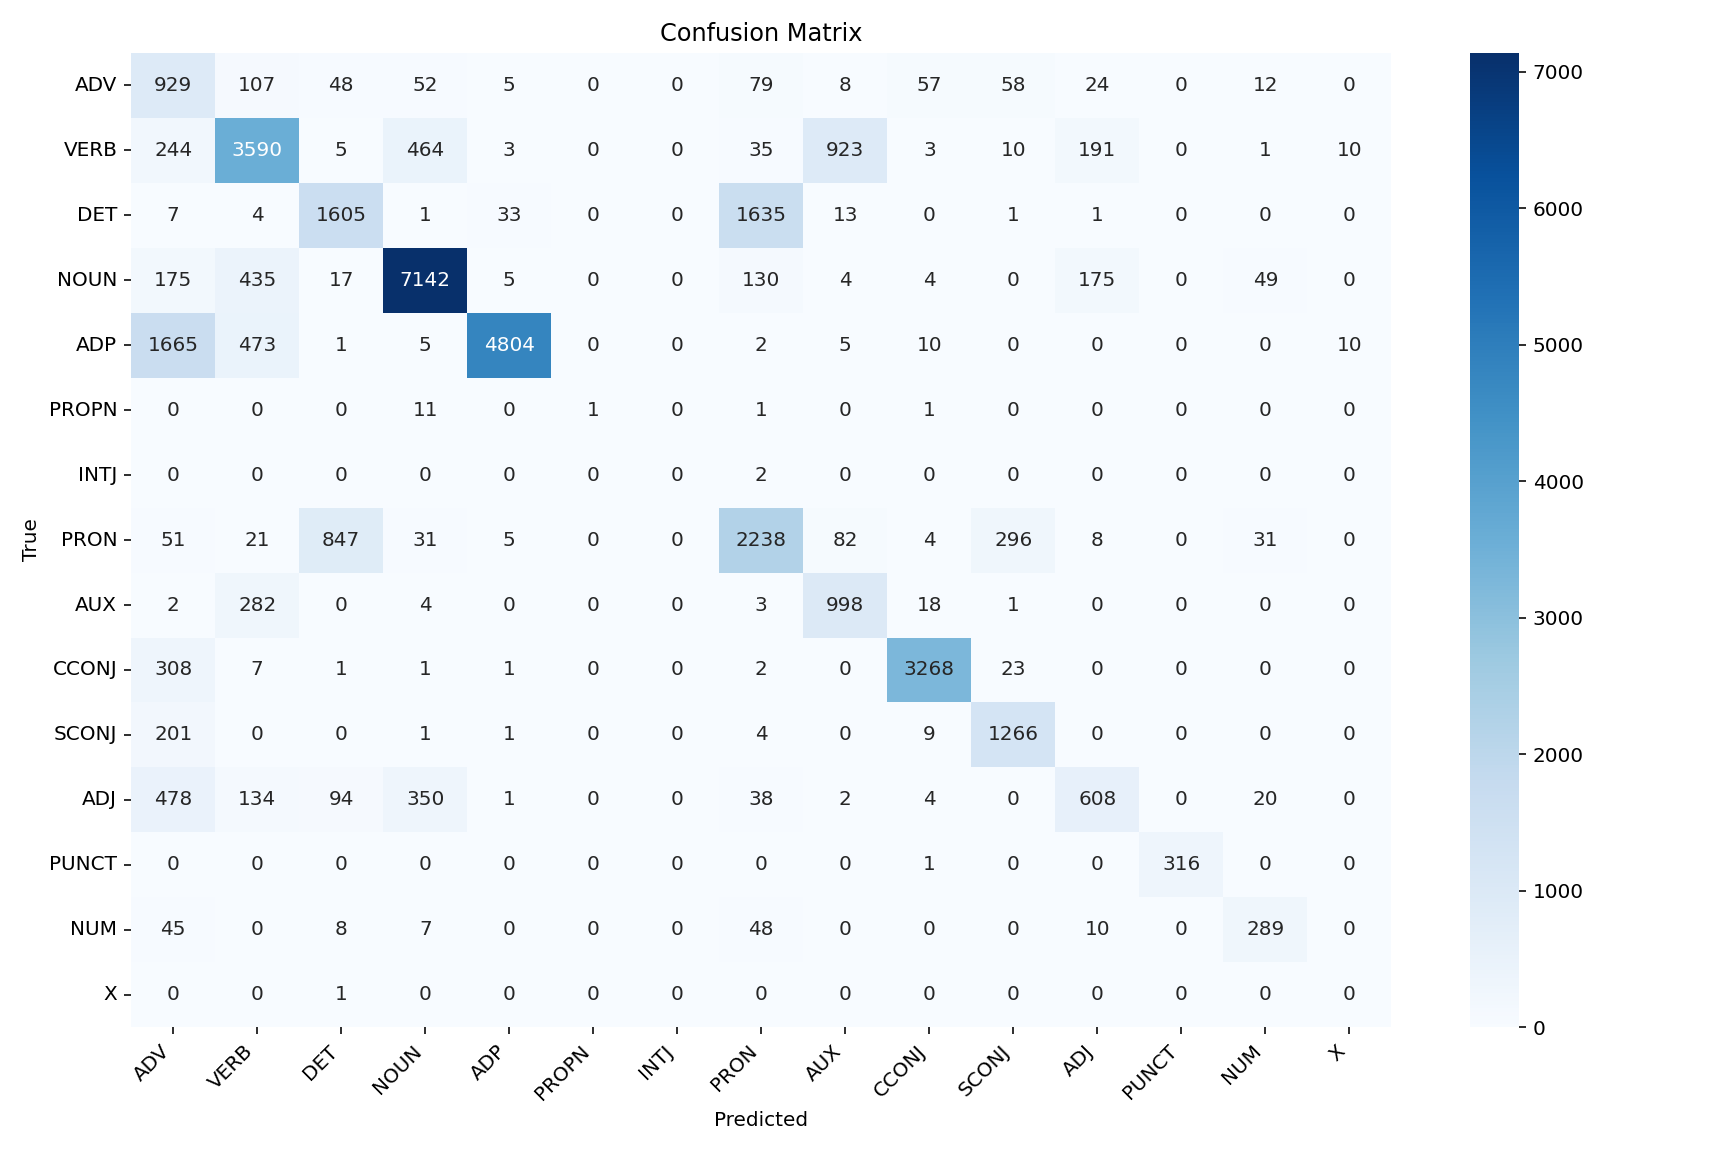 Confusion Matrix
ADV 929 107 48 52 5 0 0 79 8 57 58 24 0 12 0
VERB 244 3590 5 464 3 0 0 35 923 3 10 191 0 1 10
DET 7 4 1605 1 33 0 0 1635 13 0 1 1 0 0 0
NOUN 175 435 17 7142 5 0 0 130 4 4 0 175 0 49 0
ADP 1665 473 1 5 4804 0 0 2 5 10 0 0 0 0 10
PROPN 0 0 0 11 0 1 0 1 0 1 0 0 0 0 0
INTJ 0 0 0 0 0 0 0 2 0 0 0 0 0 0 0
PRON 51 21 847 31 5 0 0 2238 82 4 296 8 0 31 0
AUX 2 282 0 4 0 0 0 3 998 18 1 0 0 0 0
CCONJ 308 7 1 1 1 0 0 2 0 3268 23 0 0 0 0
SCONJ 201 0 0 1 1 0 0 4 0 9 1266 0 0 0 0
ADJ 478 134 94 350 1 0 0 38 2 4 0 608 0 20 0
PUNCT 0 0 0 0 0 0 0 0 0 1 0 0 316 0 0
NUM 45 0 8 7 0 0 0 48 0 0 0 10 0 289 0
X 0 0 1 0 0 0 0 0 0 0 0 0 0 0 0
ADV VERB DET NOUN ADP PROPN INTJ PRON AUX CCONJ SCONJ ADJ PUNCT NUM X
Predicted
True
7000
6000
5000
4000
3000
2000
1000
0